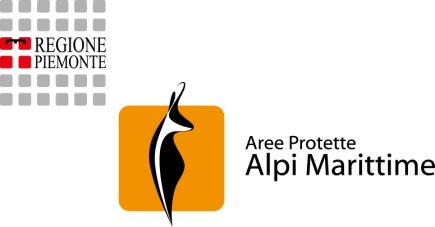 REGIONE
PIEMONTE
Aree Protette
Alpi Marittime